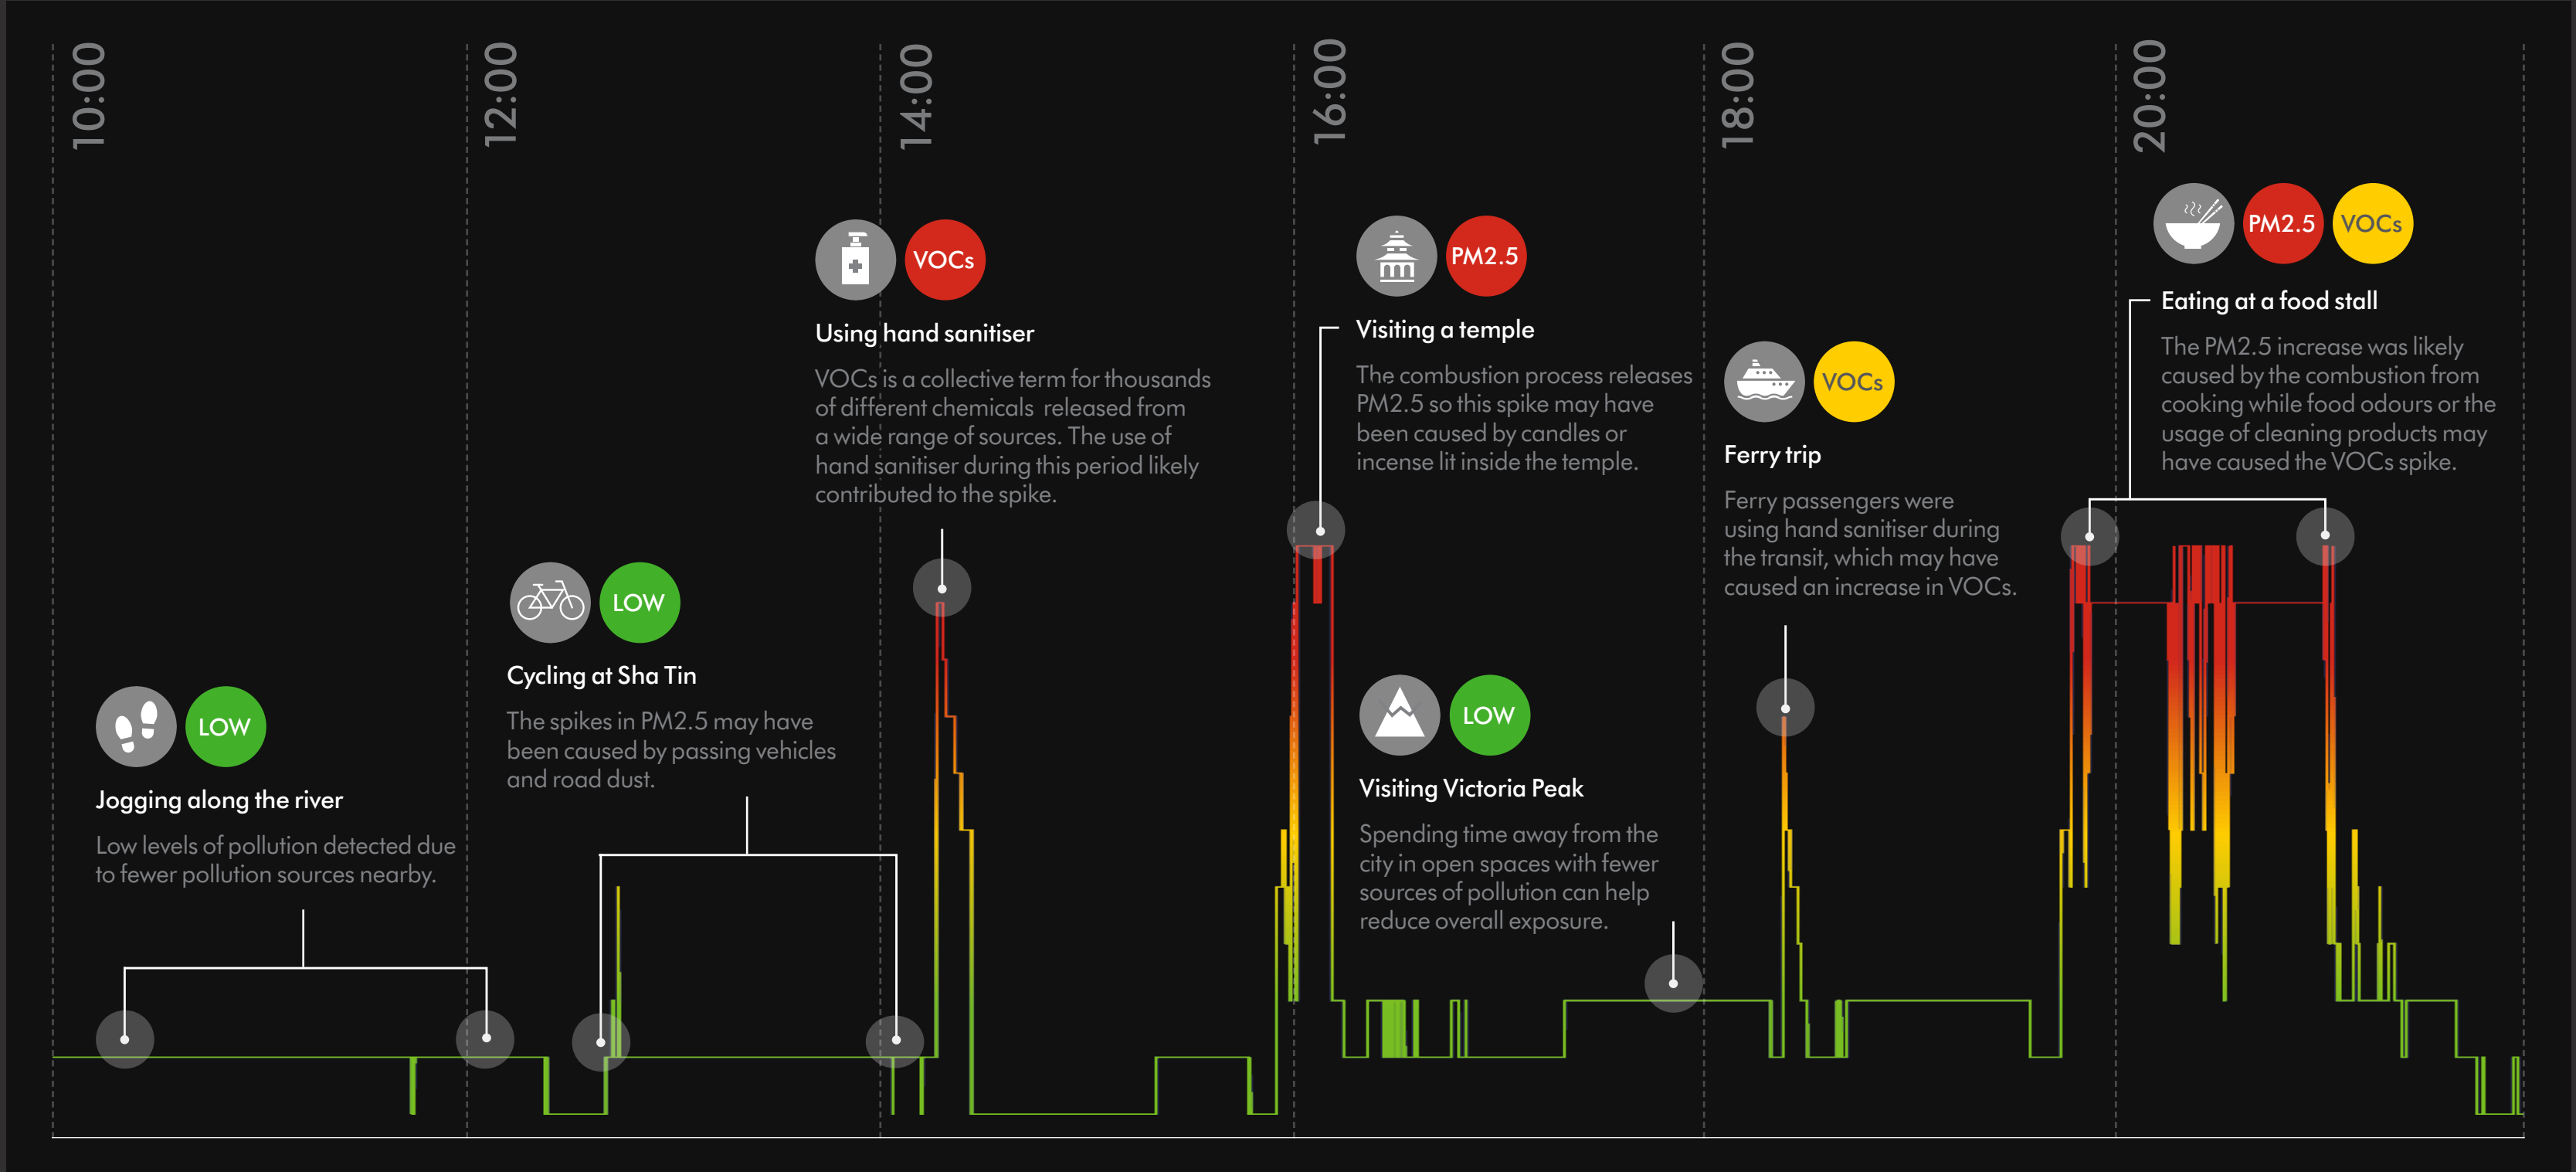 10:00
12:00
14:00
16:00
18:00
20:00
LOW
Jogging along the river
Low levels of pollution detected due
to fewer pollution sources nearby.
LOW
Cycling at Sha Tin
The spikes in PM2.5 may have
been caused by passing vehicles
and road dust.
VOCs
Using hand sanitiser
VOCs is a collective term for thousands
of different chemicals  released from
a wide range of sources. The use of
hand sanitiser during this period likely
contributed to the spike.
PM2.5
Visiting a temple
The combustion process releases
PM2.5 so this spike may have
been caused by candles or
incense lit inside the temple.
LOW
Visiting Victoria Peak
Spending time away from the
city in open spaces with fewer
sources of pollution can help
reduce overall exposure.
VOCs
Ferry trip
Ferry passengers were
using hand sanitiser during
the transit, which may have
caused an increase in VOCs.
PM2.5 VOCs
Eating at a food stall
The PM2.5 increase was likely
caused by the combustion from
cooking while food odours or the
usage of cleaning products may
have caused the VOCs spike.